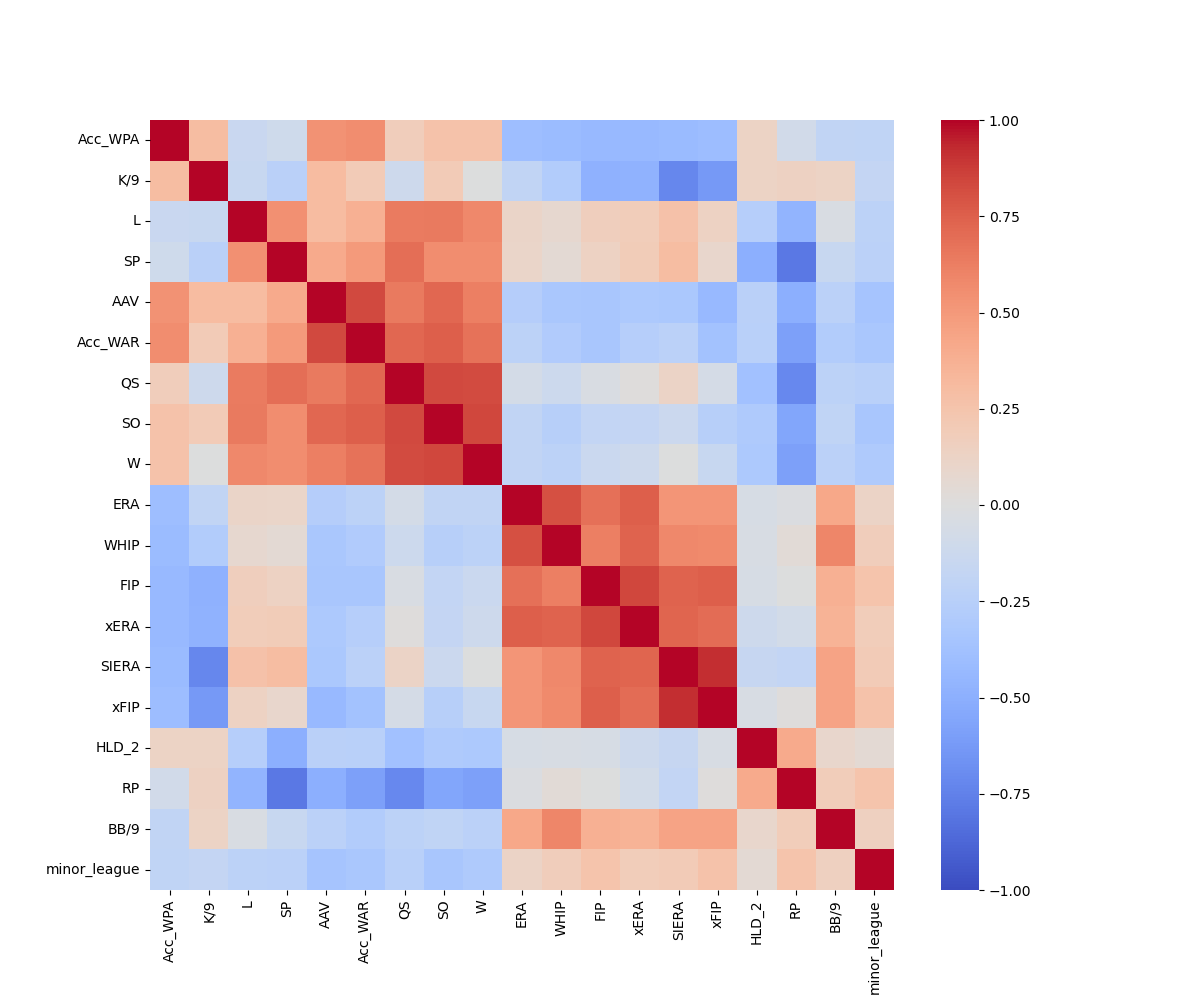 Acc_WPA
K/9
L
SP
AAV
Acc_WAR
QS
SO
W
ERA
WHIP
FIP
xERA
SIERA
xFIP
HLD_2
RP
BB/9
minor_league
Acc_WPA
K/9
L
SP
AAV
Acc_WAR
QS
SO
W
ERA
WHIP
FIP
xERA
SIERA
xFIP
HLD_2
RP
BB/9
minor_league
1.00
0.75
0.50
0.25
0.00
−0.25
−0.50
−0.75
−1.00